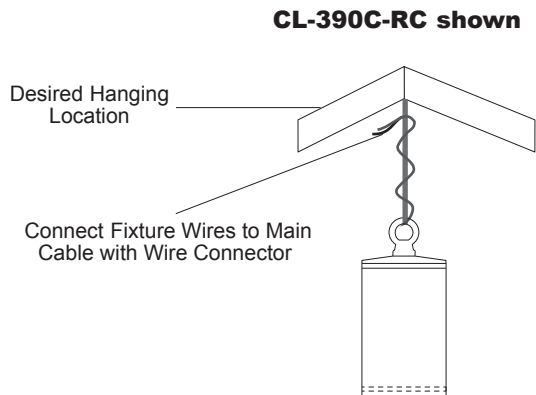 CL-390C-RC shown
Desired Hanging
Location
Connect Fixture Wires to Main
Cable with Wire Connector